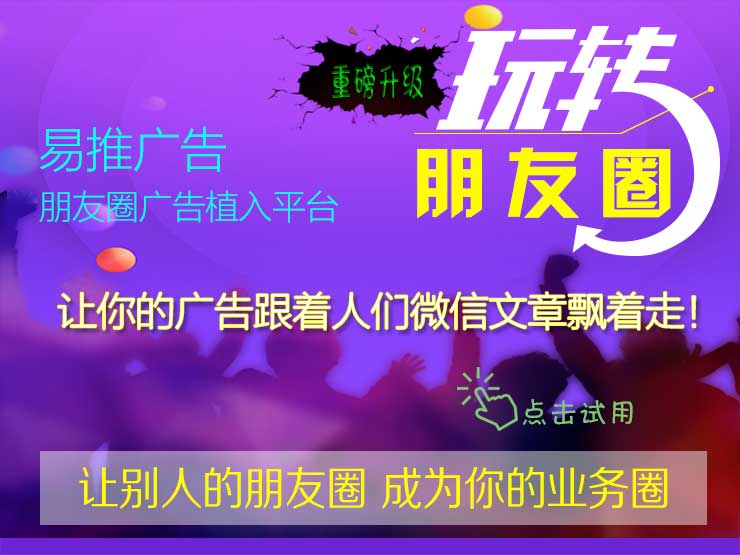 重磅升级
玩转
朋友圈
易推广告
朋友圈广告植入平台
让你的广告跟着人们微信文章飘着走！
点击试用
让别人的朋友圈 成为你的业务圈